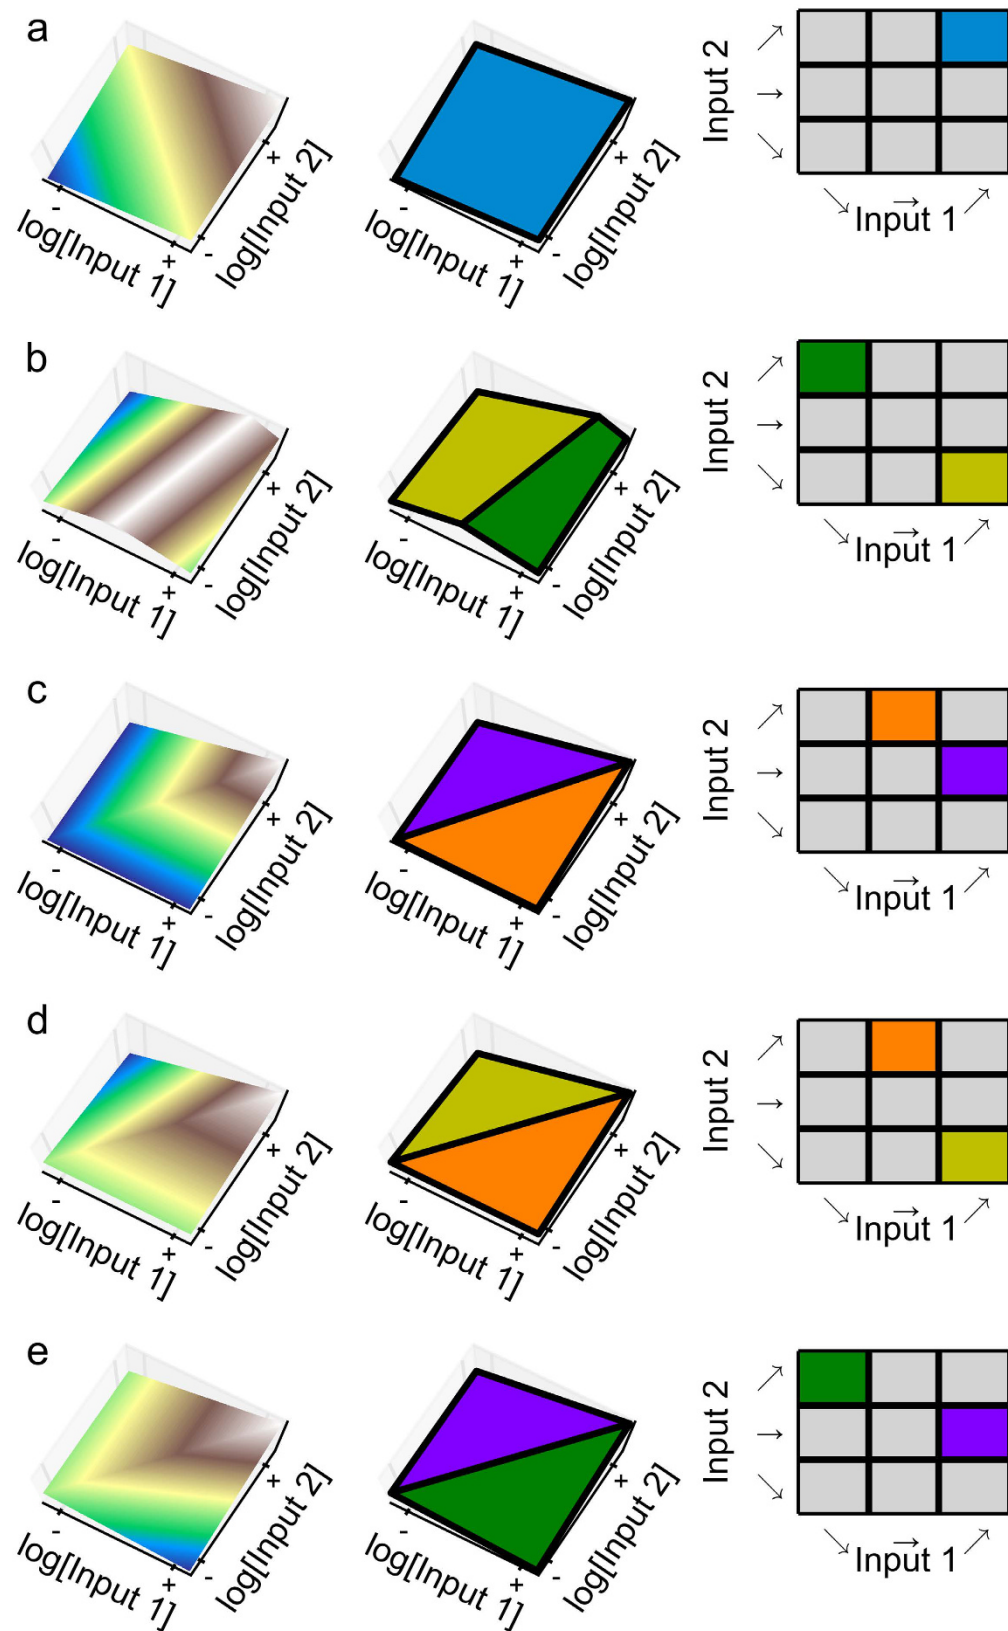 a
-
+
log[Input 1]
-
+
log[Input 2]
-
+
log[Input 1]
-
+
log[Input 2]
Input 2
↗
→
↘
↘ → ↗
Input 1
b
-
+
log[Input 1]
-
+
log[Input 2]
-
+
log[Input 1]
-
+
log[Input 2]
Input 2
↗
→
↘
↘ → ↗
Input 1
c
-
+
log[Input 1]
-
+
log[Input 2]
-
+
log[Input 1]
-
+
log[Input 2]
Input 2
↗
→
↘
↘ → ↗
Input 1
d
-
+
log[Input 1]
-
+
log[Input 2]
-
+
log[Input 1]
-
+
log[Input 2]
Input 2
↗
→
↘
↘ → ↗
Input 1
e
-
+
log[Input 1]
-
+
log[Input 2]
-
+
log[Input 1]
-
+
log[Input 2]
Input 2
↗
→
↘
↘ → ↗
Input 1